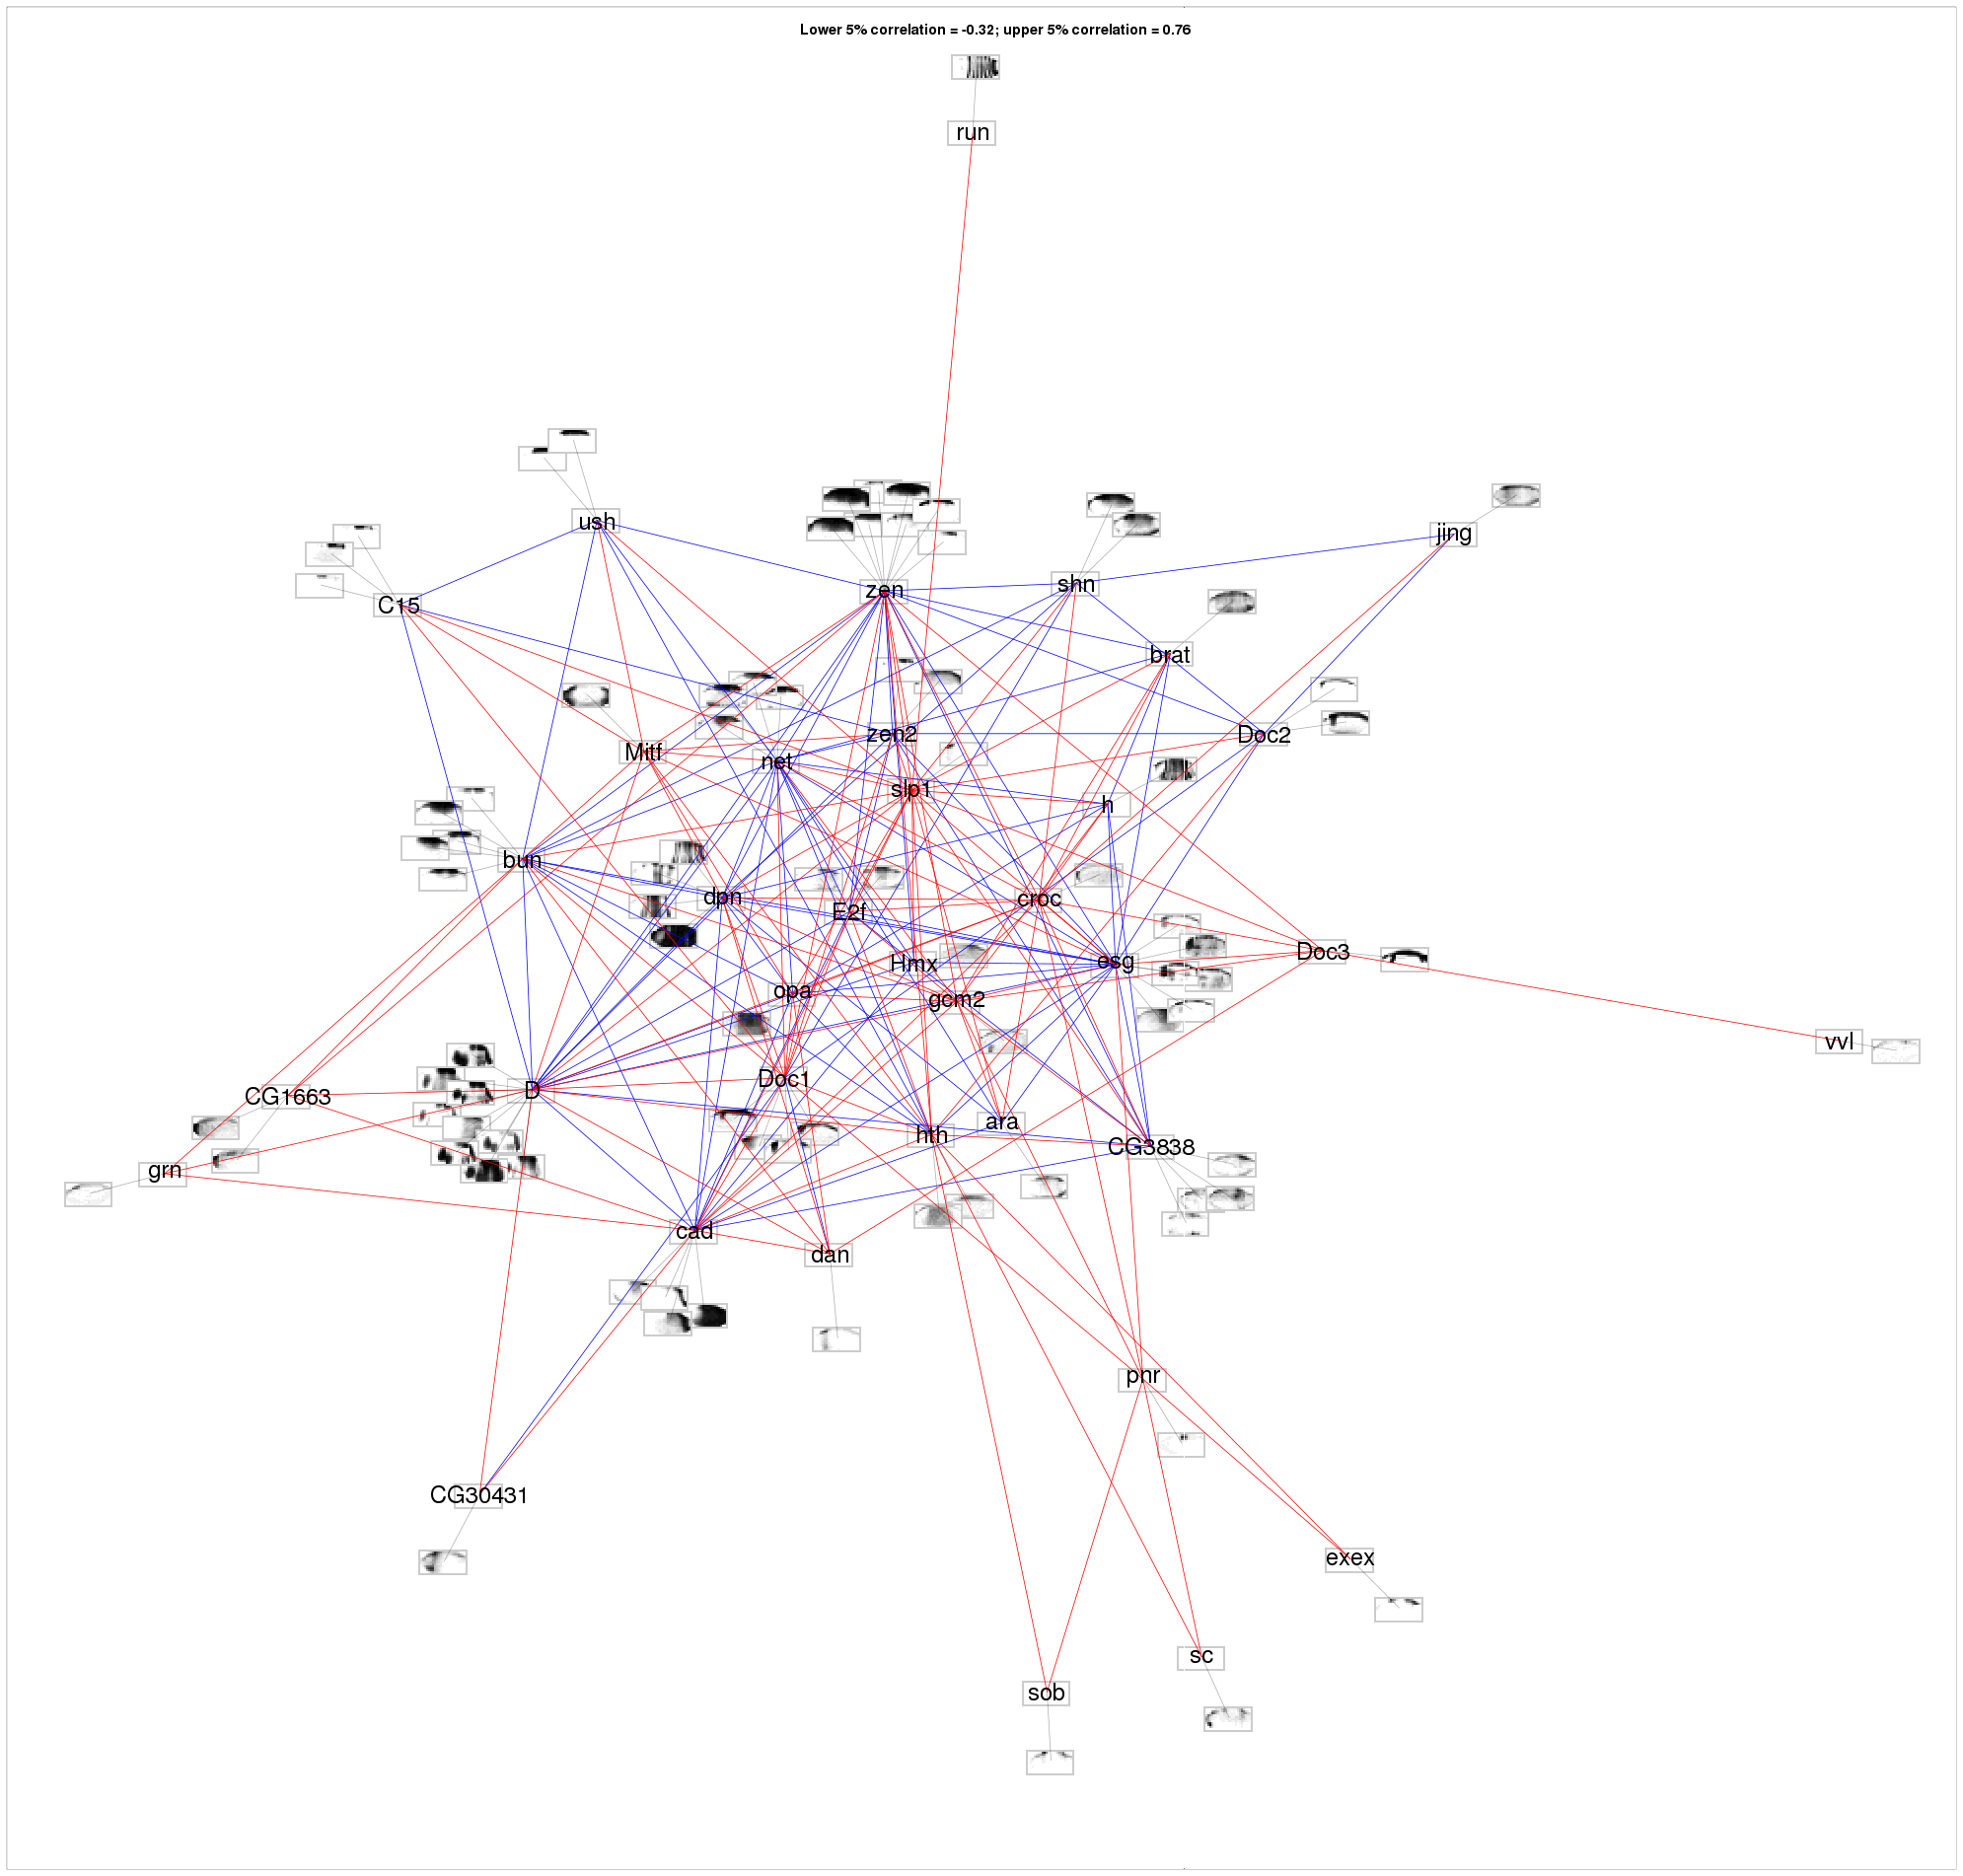 Lower 5% correlation = -0.32; upper 5% correlation = 0.76
run
ush
jing
zen
shn
C15
brat
zen2
Doc2
Mitf
net
slp1
h
bun
dpn
croc
E2f
Doc3
Hmx
esg
opa
gcm2
vvl
Doc1
D
CG1663
ara
hth
CG3838
grn
cad
dan
pnr
CG30431
exex
sc
sob